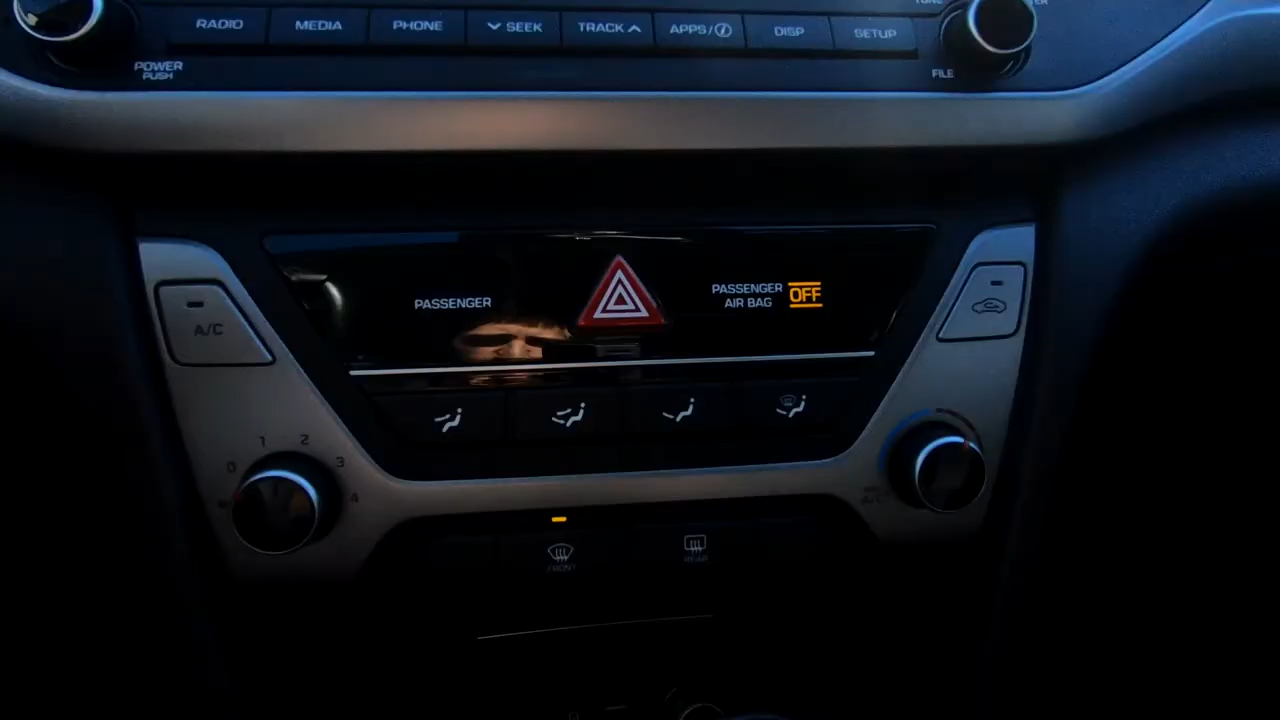 RADIO
MEDIA
PHONE
SEEK
TRACK
APPS/i
DISP
SETUP
POWER
PUSH
FILE
PASSENGER
PASSENGER
AIR BAG
OFF
A/C
0
1
2
3
4
A/C
FRONT
REAR